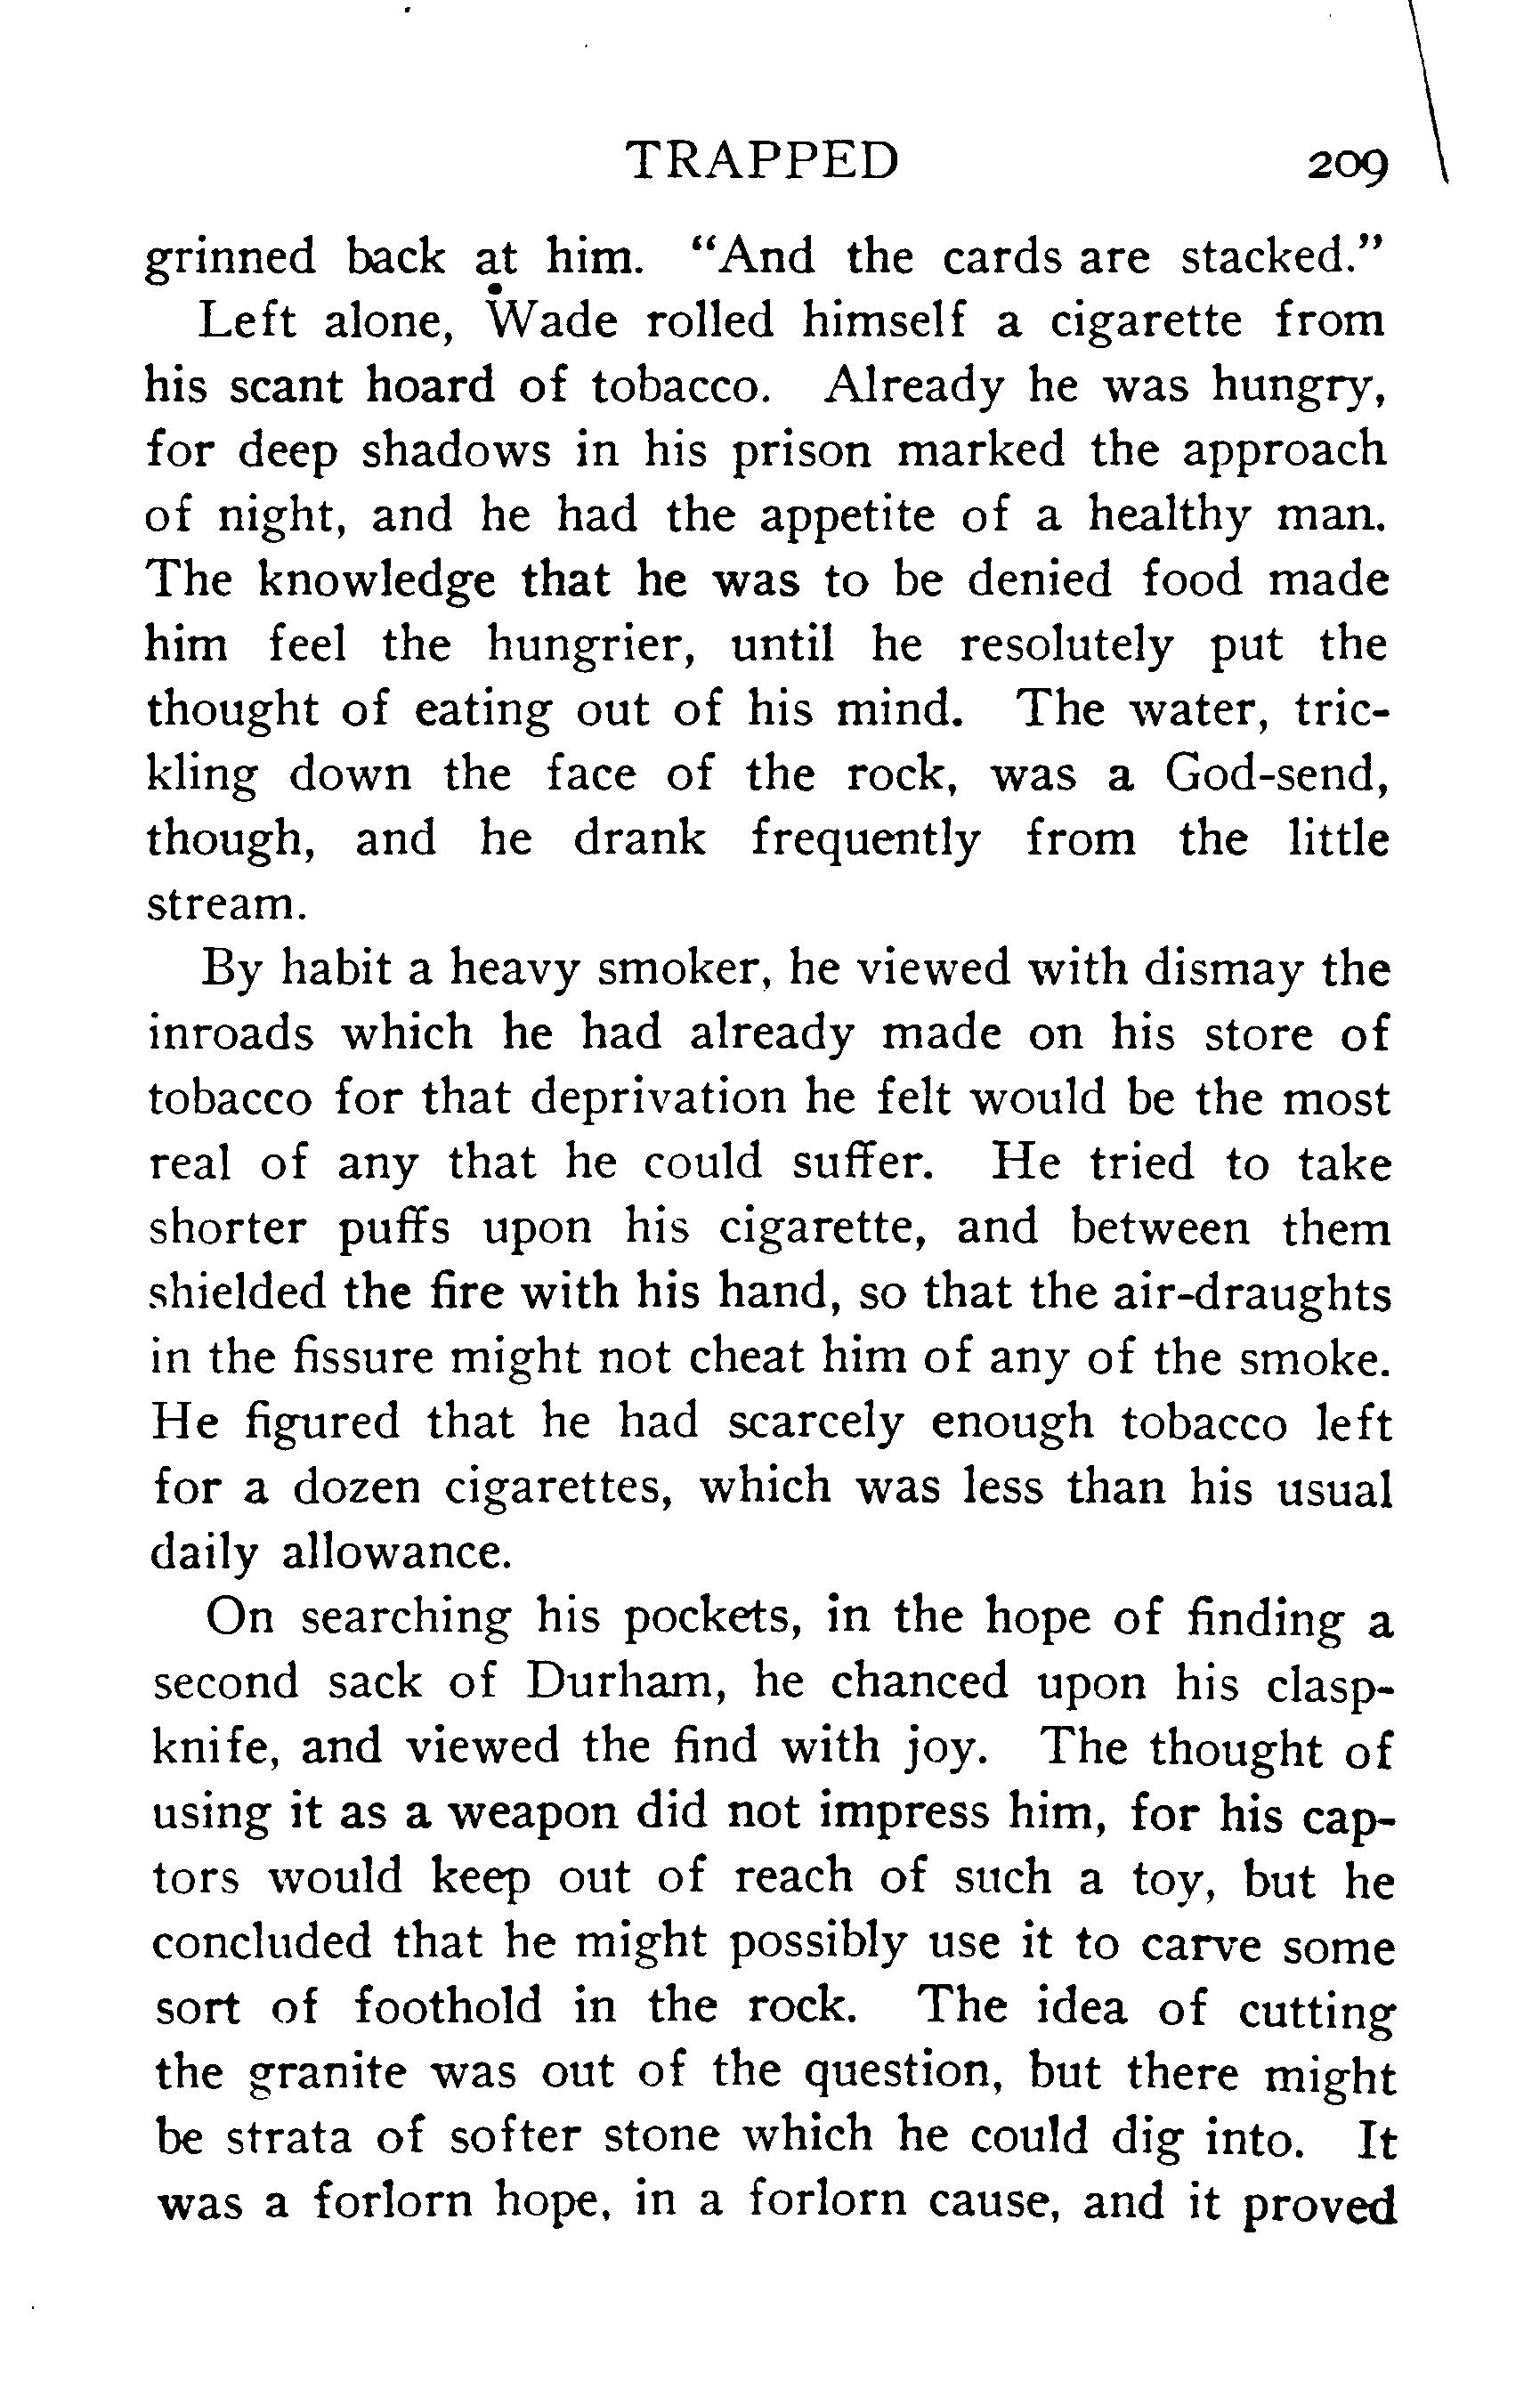 TRAPPED 209
grinned back at him. “And the cards are stacked.”
Left alone, Wade rolled himself a cigarette from
his scant hoard of tobacco. Already he was hungry,
for deep shadows in his prison marked the approach
of night, and he had the appetite of a healthy man.
The knowledge that he was to be denied food made
him feel the hungrier, until he resolutely put the
thought of eating out of his mind. The water, tric-
kling down the face of the rock, was a God-send,
though, and he drank frequently from the little
stream.
By habit a heavy smoker, he viewed with dismay the
inroads which he had already made on his store of
tobacco for that deprivation he felt would be the most
real of any that he could suffer. He tried to take
shorter puffs upon his cigarette, and between them
shielded the fire with his hand, so that the air-draughts
in the fissure might not cheat him of any of the smoke.
He figured that he had scarcely enough tobacco left
for a dozen cigarettes, which was less than his usual
daily allowance.
On searching his pockets, in the hope of finding a
second sack of Durham, he chanced upon his clasp-
knife, and viewed the find with joy. The thought of
using it as a weapon did not impress him, for his cap-
tors would keep out of reach of such a toy, but he
concluded that he might possibly use it to carve some
sort of foothold in the rock. The idea of cutting
the granite was out of the question, but there might
be strata of softer stone which he could dig into. It
was a forlorn hope, in a forlorn cause, and it proved